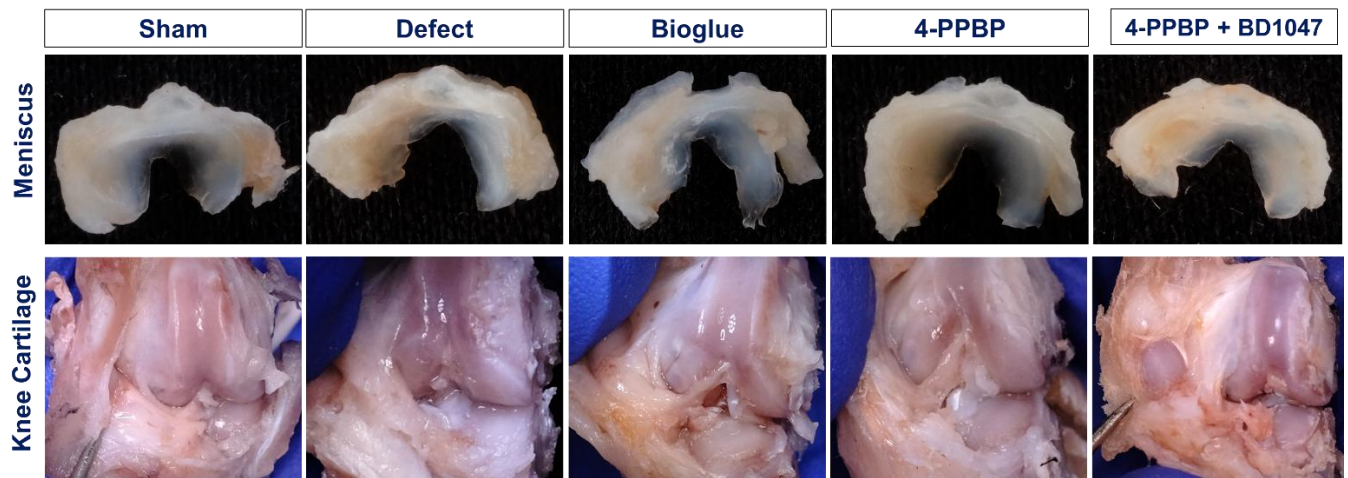 Sham
Defect
Bioglue
4-PPBP
4-PPBP + BD1047
Meniscus
Knee Cartilage